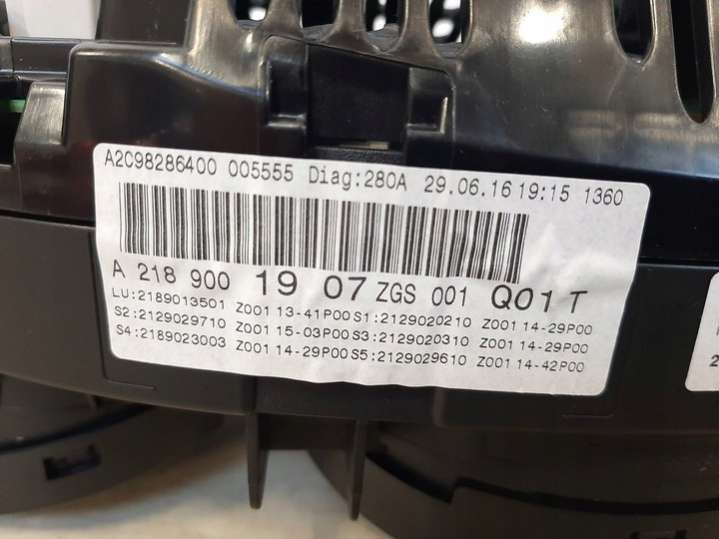 A2C98286400 005555 Diag:280A 29.06.16 19:15 1360
A 218 900 19 07 ZGS 001 Q01 T
LU:2189013501 Z001 13-41P00 S1:2129020210 Z001 14-29P00
S2:2129029710 Z001 15-03P00 S3:2129020310 Z001 14-29P00
S4:2189023003 Z001 14-29P00 S5:2129029610 Z001 14-42P00